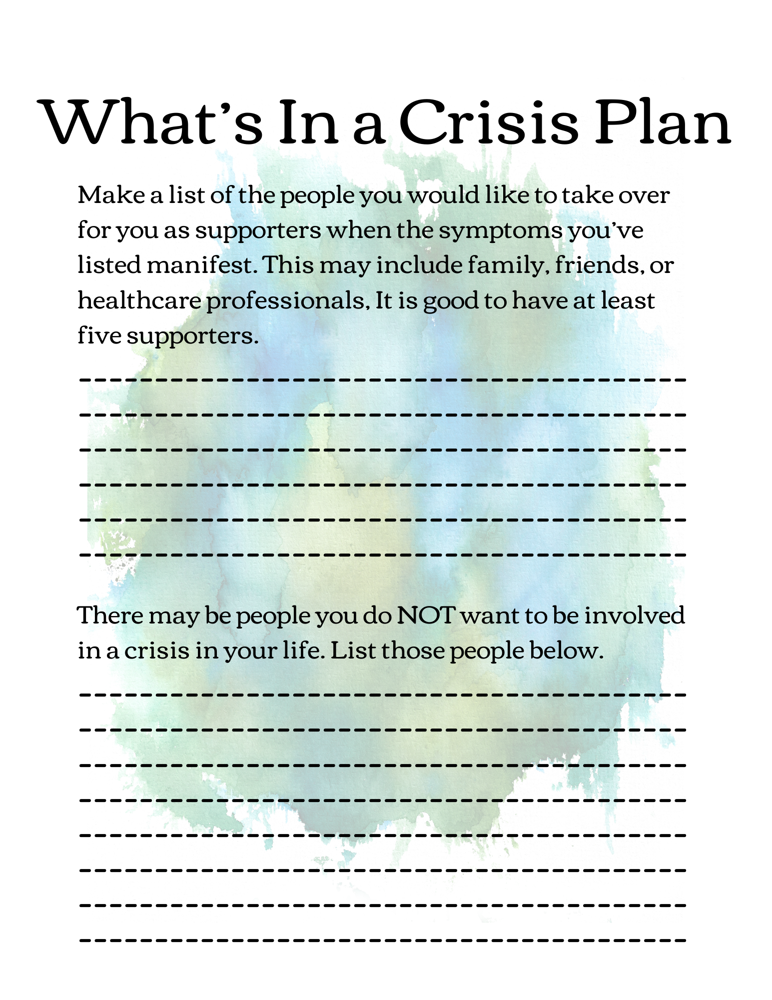 What’s In a Crisis Plan
Make a list of the people you would like to take over
for you as supporters when the symptoms you’ve
listed manifest. This may include family, friends, or
healthcare professionals, It is good to have at least
five supporters.
There may be people you do NOT want to be involved
in a crisis in your life. List those people below.